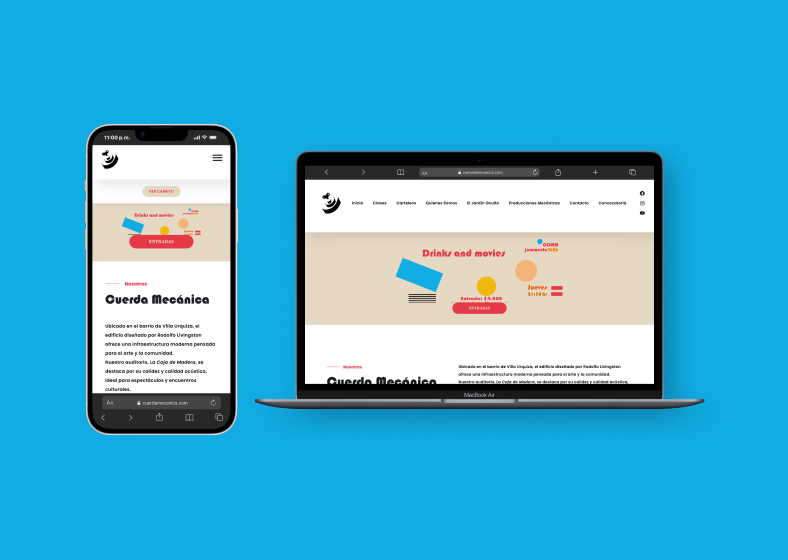 11:00 p.m.
VER CARRITO
Drinks and movies
ENTRADAS
Nosotros
Cuerda Mecánica
Ubicada en el barrio de Villa Urquiza, el
edificio diseñado por Rodolfo Livingston
ofrece una infraestructura moderna pensada
para el arte y la comunidad.
Nuestro auditorio, La Caja de Madera, se
destaca por su calidez y calidad acústica,
ideal para espectáculos y encuentros
culturales.
AA
cuerdamecanica.com
AA
cuerdamecanica.com
Inicio Clases Cartelera Quienes Somos El Jardín Oculto Producciones Mecánicas Contacto Convocatoria
Drinks and movies
Jueves
21:30 hs
Entrada: $4.000
ENTRADAS
Nosotros
Cuerda Mecánica
Ubicada en el barrio de Villa Urquiza, el edificio diseñado por Rodolfo Livingston
ofrece una infraestructura moderna pensada para el arte y la comunidad.
Nuestro auditorio, La Caja de Madera, se destaca por su calidez y calidad acústica,
MacBook Air